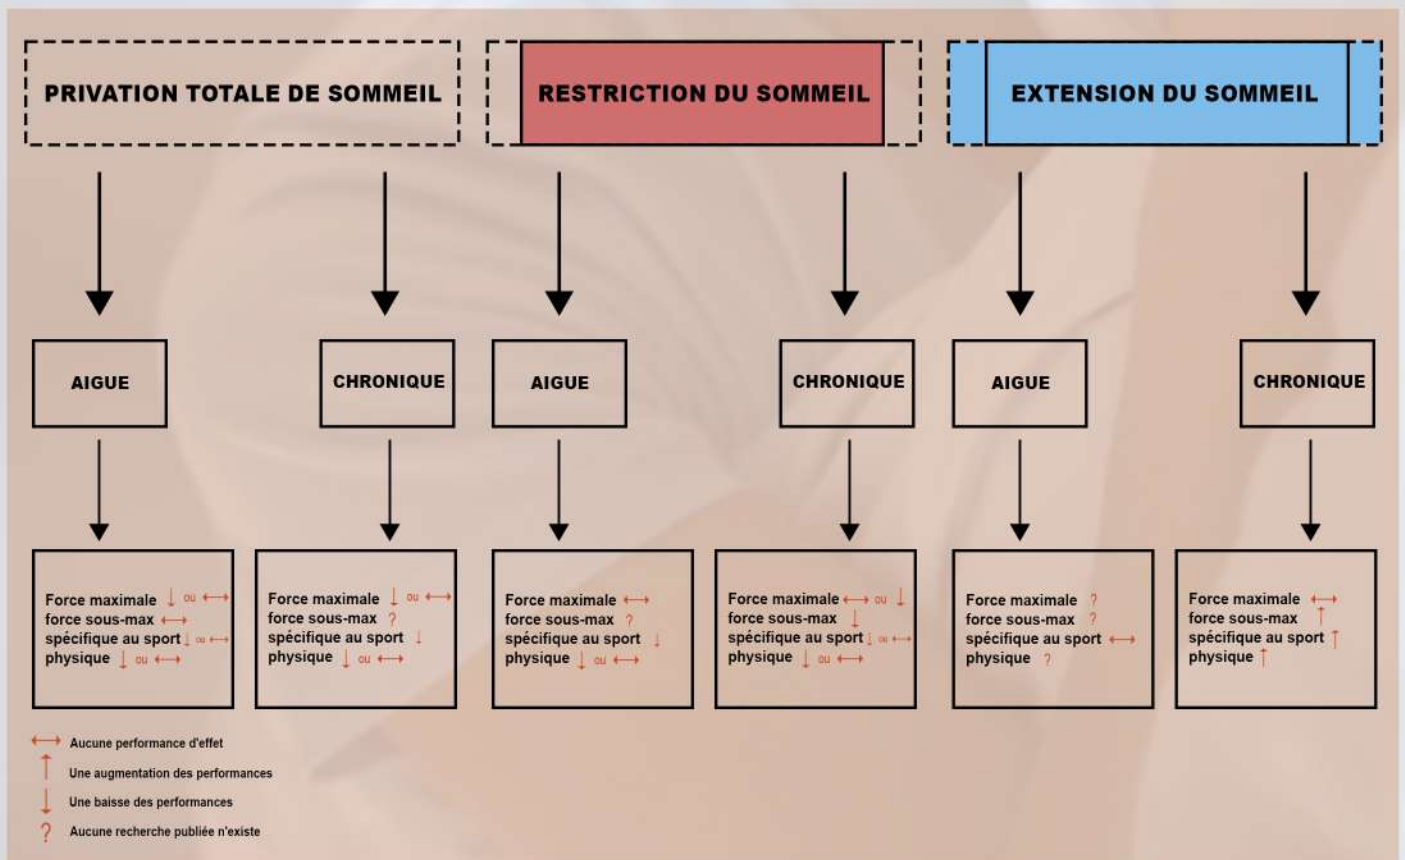 PRIVATION TOTALE DE SOMMEIL
RESTRICTION DU SOMMEIL
EXTENSION DU SOMMEIL
AIGUE
CHRONIQUE
AIGUE
CHRONIQUE
AIGUE
CHRONIQUE
Force maximale ↓ ou ↔
force sous-max ↔
spécifique au sport ↓ ou ↔
physique ↓ ou ↔
Force maximale ↓ ou ↔
force sous-max ?
spécifique au sport ↓
physique ↓ ou ↔
Force maximale ↔
force sous-max ?
spécifique au sport ↓
physique ↓ ou ↔
Force maximale ↔ ou ↓
force sous-max ↓
spécifique au sport ↓ ou ↔
physique ↓ ou ↔
Force maximale ?
force sous-max ?
spécifique au sport ↔
physique ?
Force maximale ↔
force sous-max ↑
spécifique au sport ↑
physique ↑
↔ Aucune performance d'effet
↑ Une augmentation des performances
↓ Une baisse des performances
? Aucune recherche publiée n'existe